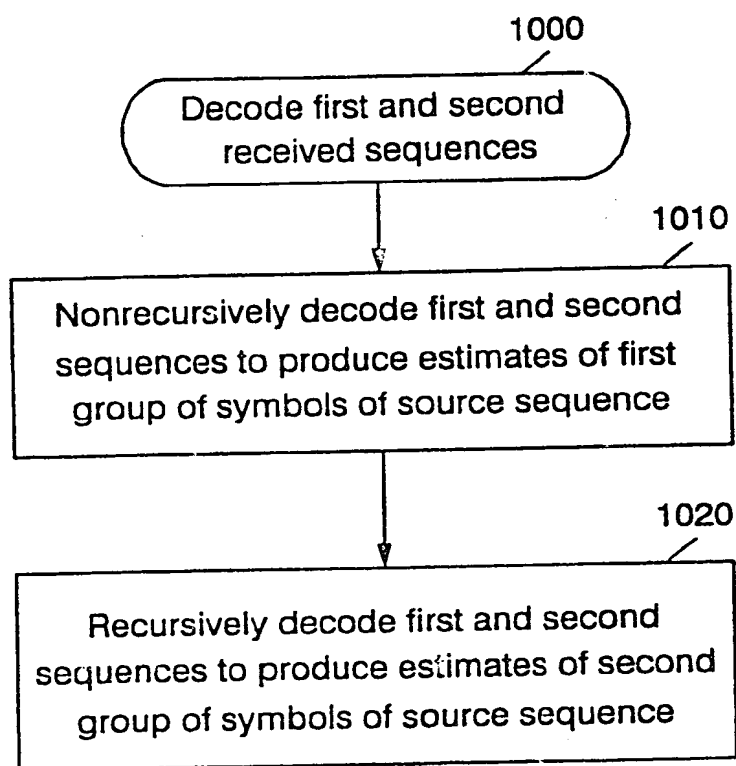 1000
Decode first and second
received sequences
1010
Nonrecursively decode first and second
sequences to produce estimates of first
group of symbols of source sequence
1020
Recursively decode first and second
sequences to produce estimates of second
group of symbols of source sequence